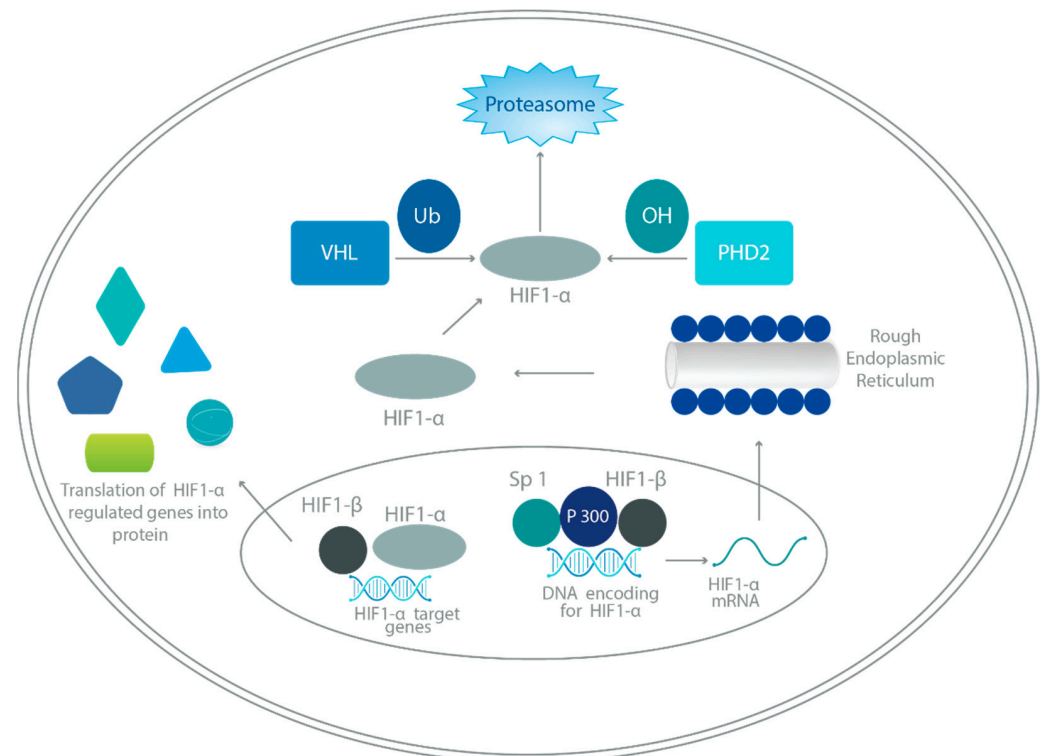 Proteasome
Ub
OH
VHL
PHD2
HIF1-α
Rough
Endoplasmic
Reticulum
HIF1-α
Translation of HIF1-α
regulated genes into
protein
HIF1-β
HIF1-α
HIF1-α target
genes
Sp 1
P 300
HIF1-β
DNA encoding
for HIF1-α
HIF1-α
mRNA